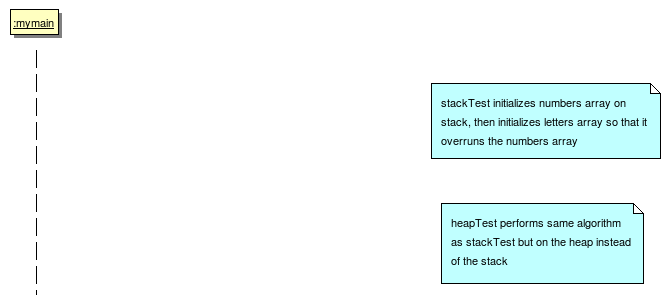 :mymain
stackTest initializes numbers array on
stack, then initializes letters array so that it
overruns the numbers array
heapTest performs same algorithm
as stackTest but on the heap instead
of the stack